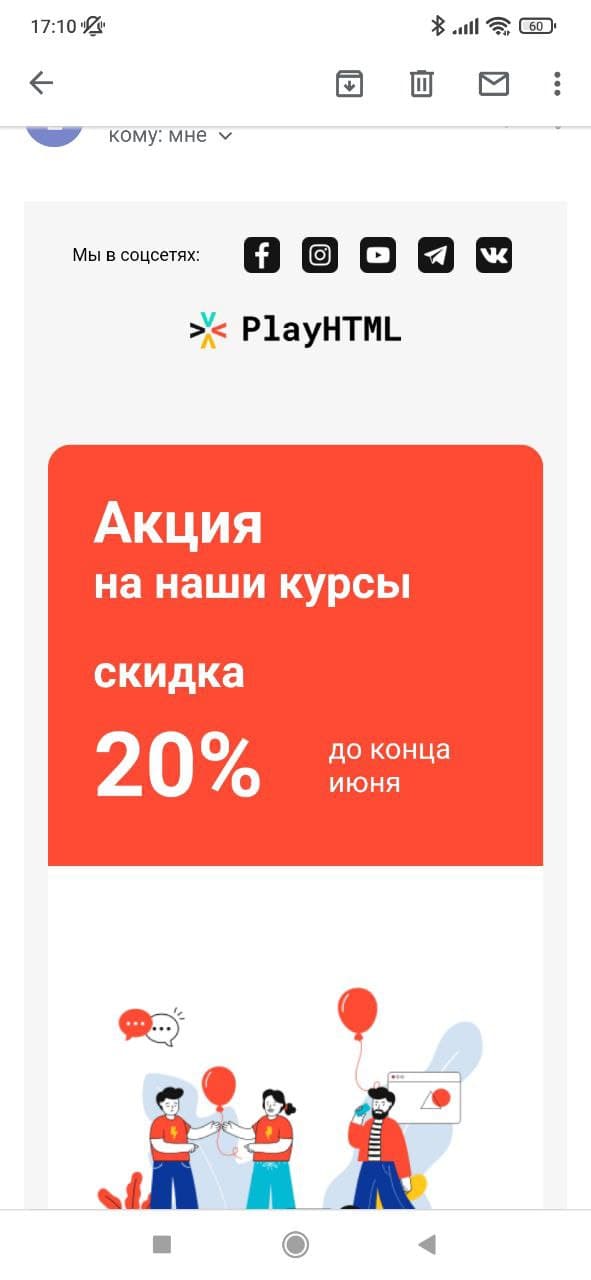 17:10
60
кому: мне
Мы в соцсетях:
PlayHTML
Акция
на наши курсы
скидка
20%
до конца
июня